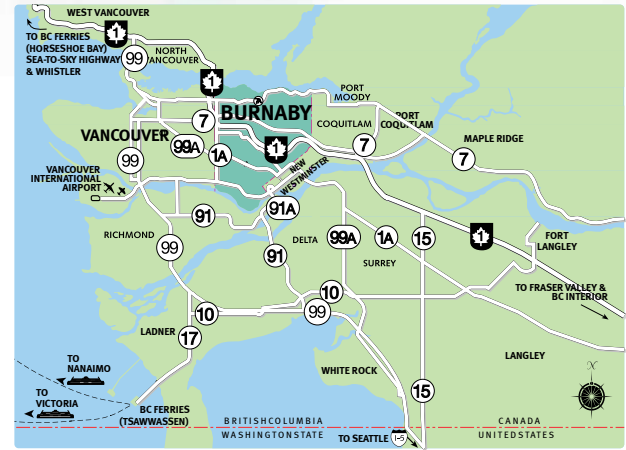 WEST VANCOUVER
1
TO BC FERRIES
(HORSESHOE BAY)
SEA-TO-SKY HIGHWAY
& WHISTLER
99
NORTH
VANCOUVER
1
PORT
MOODY
BURNABY
7
COQUITLAM
PORT
COQUITLAM
VANCOUVER
99A
1A
1
7
MAPLE RIDGE
7
99
NEW
WESTMINSTER
VANCOUVER
INTERNATIONAL
AIRPORT
91
91A
RICHMOND
99
DELTA
99A
1A
15
1
FORT
LANGLEY
91
SURREY
TO FRASER VALLEY &
BC INTERIOR
10
10
99
LADNER
17
LANGLEY
TO
NANAIMO
WHITE ROCK
N
TO
VICTORIA
15
BC FERRIES
(TSAWWASSEN)
BRITISHCOLUMBIA
CANADA
WASHINGTONSTATE
TO SEATTLE
I-5
UNITEDSTATES